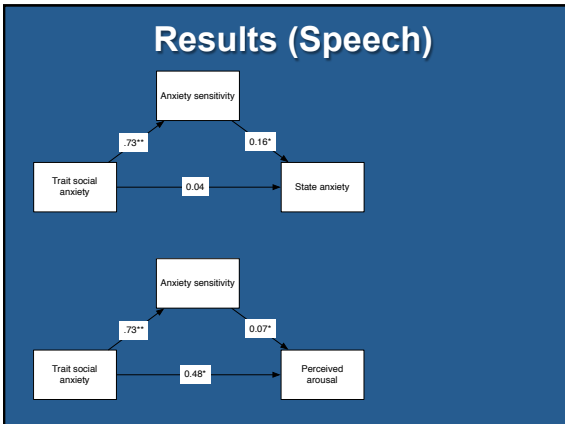 Results (Speech)
Anxiety sensitivity
.73**
0.16*
Trait social
anxiety
0.04
State anxiety
Anxiety sensitivity
.73**
0.07*
Trait social
anxiety
0.48*
Perceived
arousal